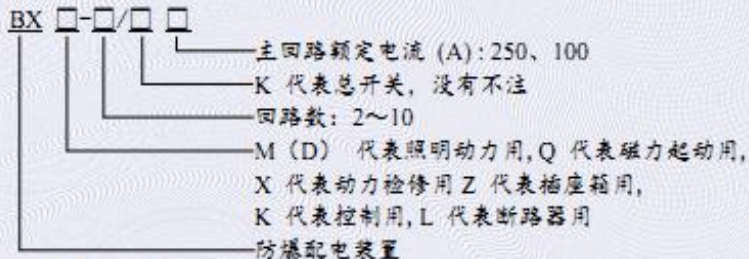 BX □-□/□ □
主回路额定电流 (A):250、100
K 代表总开关，没有不注
回路数：2～10
M（D） 代表照明动力用,Q 代表磁力起动用,
X 代表动力检修用 Z 代表插座箱用,
K 代表控制用,L 代表断路器用
防爆配电装置